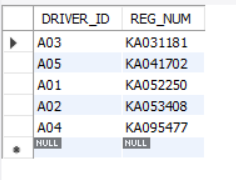 DRIVER_ID REG_NUM
A03 KA031181
A05 KA041702
A01 KA052250
A02 KA053408
A04 KA095477
NULL NULL